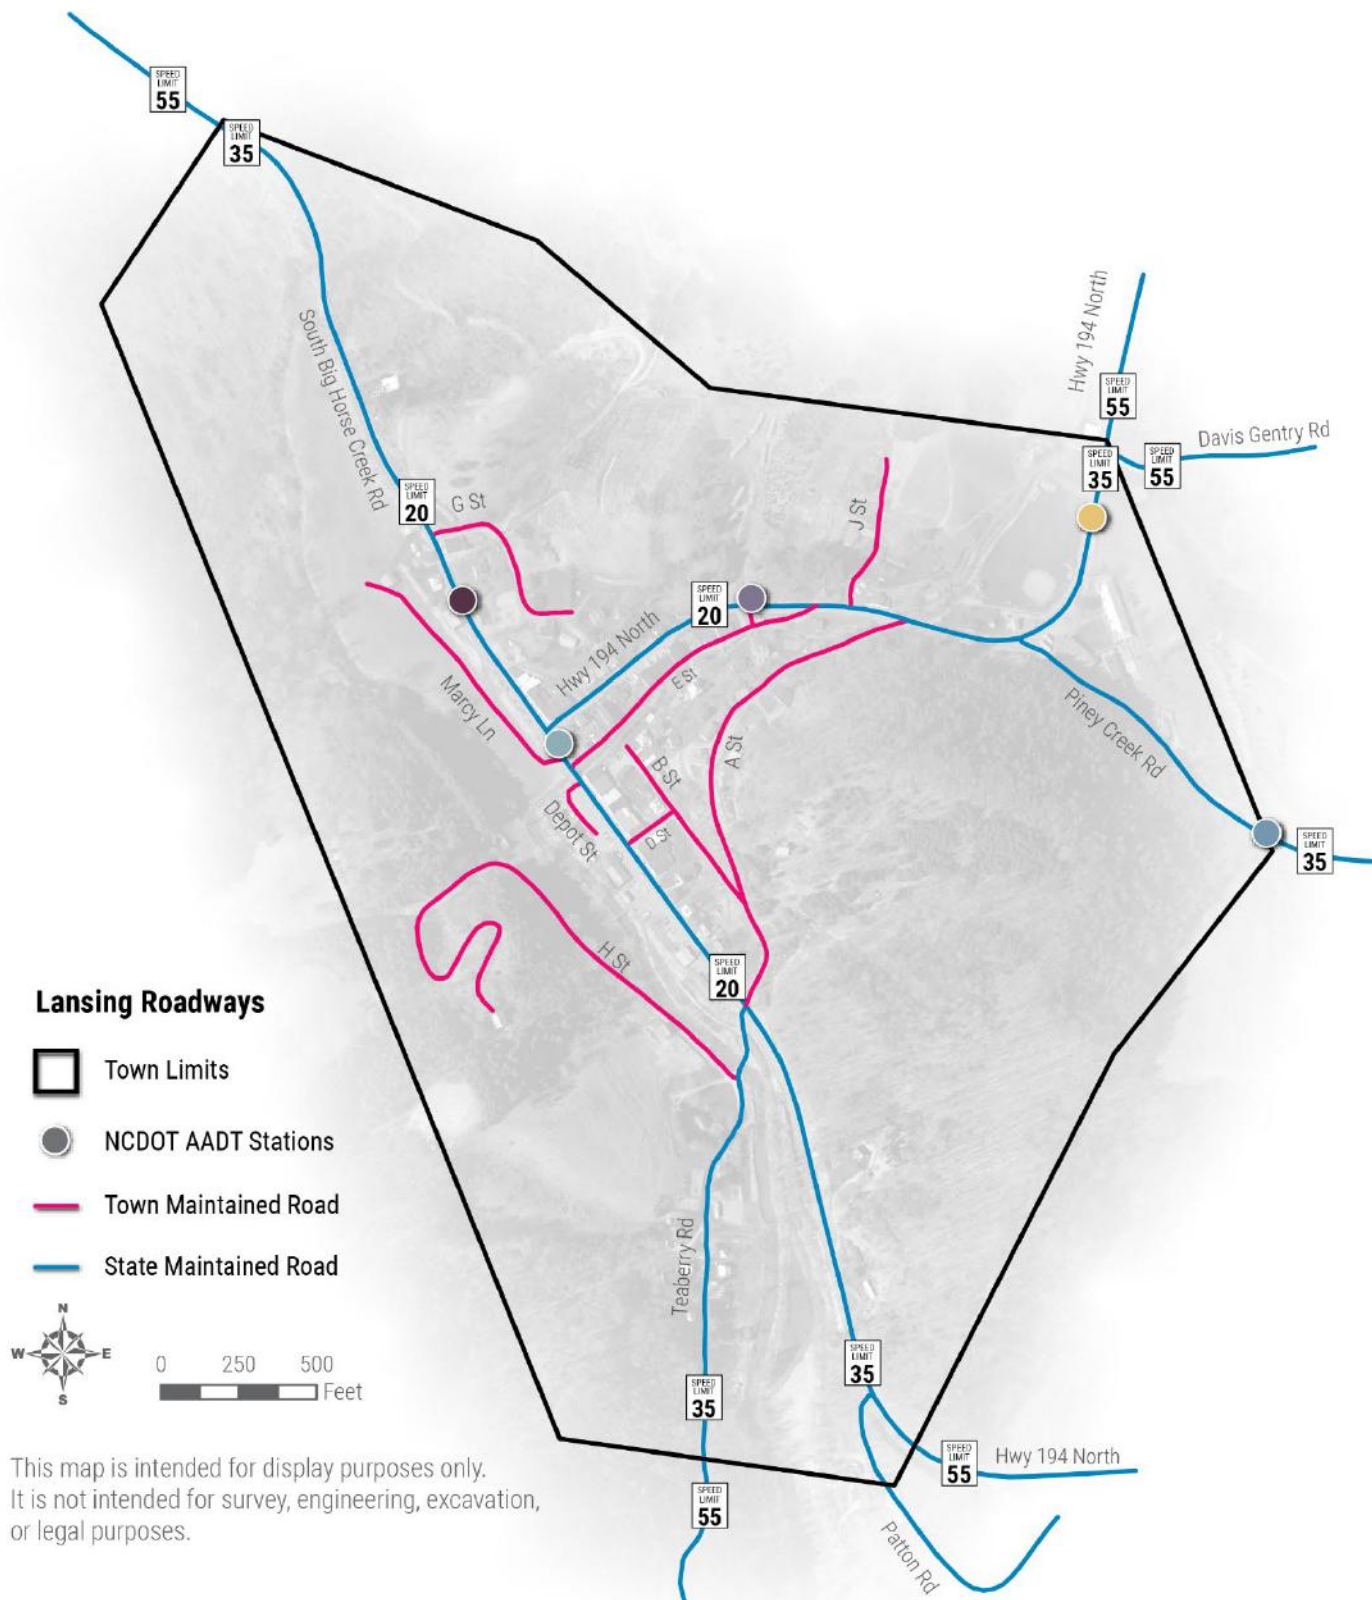 SPEED
LIMIT
55
SPEED
LIMIT
35
South Big Horse Creek Rd
Hwy 194 North
SPEED
LIMIT
55
Davis Gentry Rd
SPEED
LIMIT
35
SPEED
LIMIT
55
SPEED
LIMIT
20
G St
J St
SPEED
LIMIT
20
Hwy 194 North
E St
Marcy Ln
A St
B St
Piney Creek Rd
Depot St
D St
SPEED
LIMIT
35
H St
SPEED
LIMIT
20
Lansing Roadways
Town Limits
NCDOT AADT Stations
Town Maintained Road
State Maintained Road
Teaberry Rd
N
W E
S
0 250 500
Feet
SPEED
LIMIT
35
SPEED
LIMIT
35
Hwy 194 North
SPEED
LIMIT
55
SPEED
LIMIT
55
Patton Rd
This map is intended for display purposes only.
It is not intended for survey, engineering, excavation,
or legal purposes.